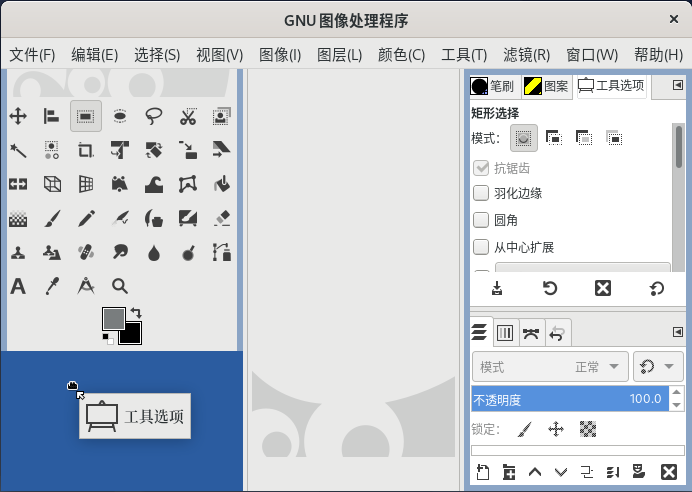 GNU 图像处理程序
文件(F) 编辑(E) 选择(S) 视图(V) 图像(I) 图层(L) 颜色(C) 工具(T) 滤镜(R) 窗口(W) 帮助(H)
笔刷 图案 工具选项
矩形选择
模式:
抗锯齿
羽化边缘
圆角
从中心扩展
模式 正常
不透明度 100.0
锁定:
工具选项